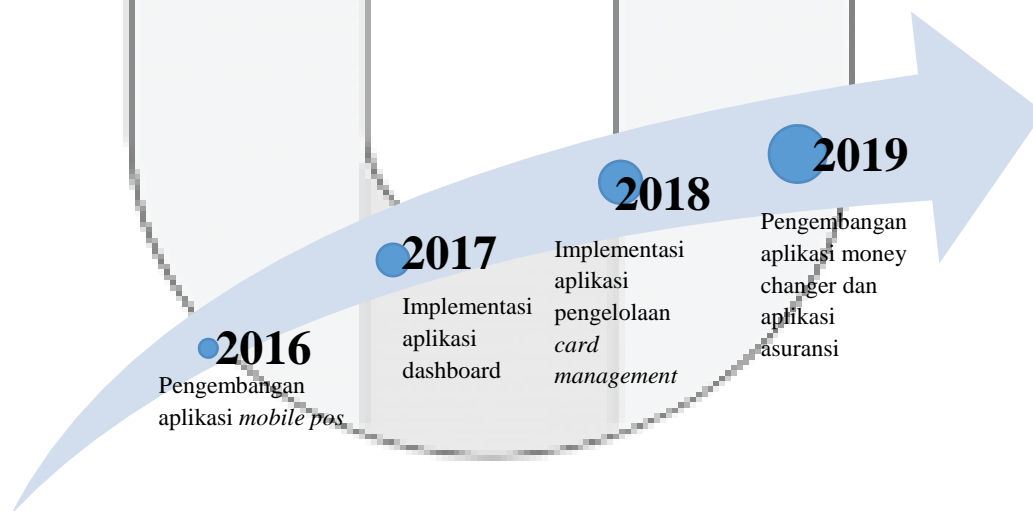 2016
Pengembangan
aplikasi mobile pos
2017
Implementasi
aplikasi
dashboard
2018
Implementasi
aplikasi
pengelolaan
card
management
2019
Pengembangan
aplikasi money
changer dan
aplikasi
asuransi